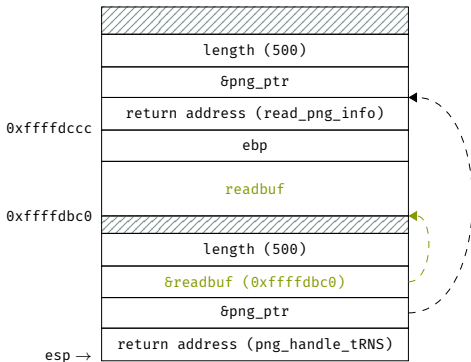 length (500)
&png_ptr
return address (read_png_info)
0xffffdccc
ebp
readbuf
0xffffdbc0
length (500)
&readbuf (0xffffdbc0)
&png_ptr
return address (png_handle_tRNS)
esp →